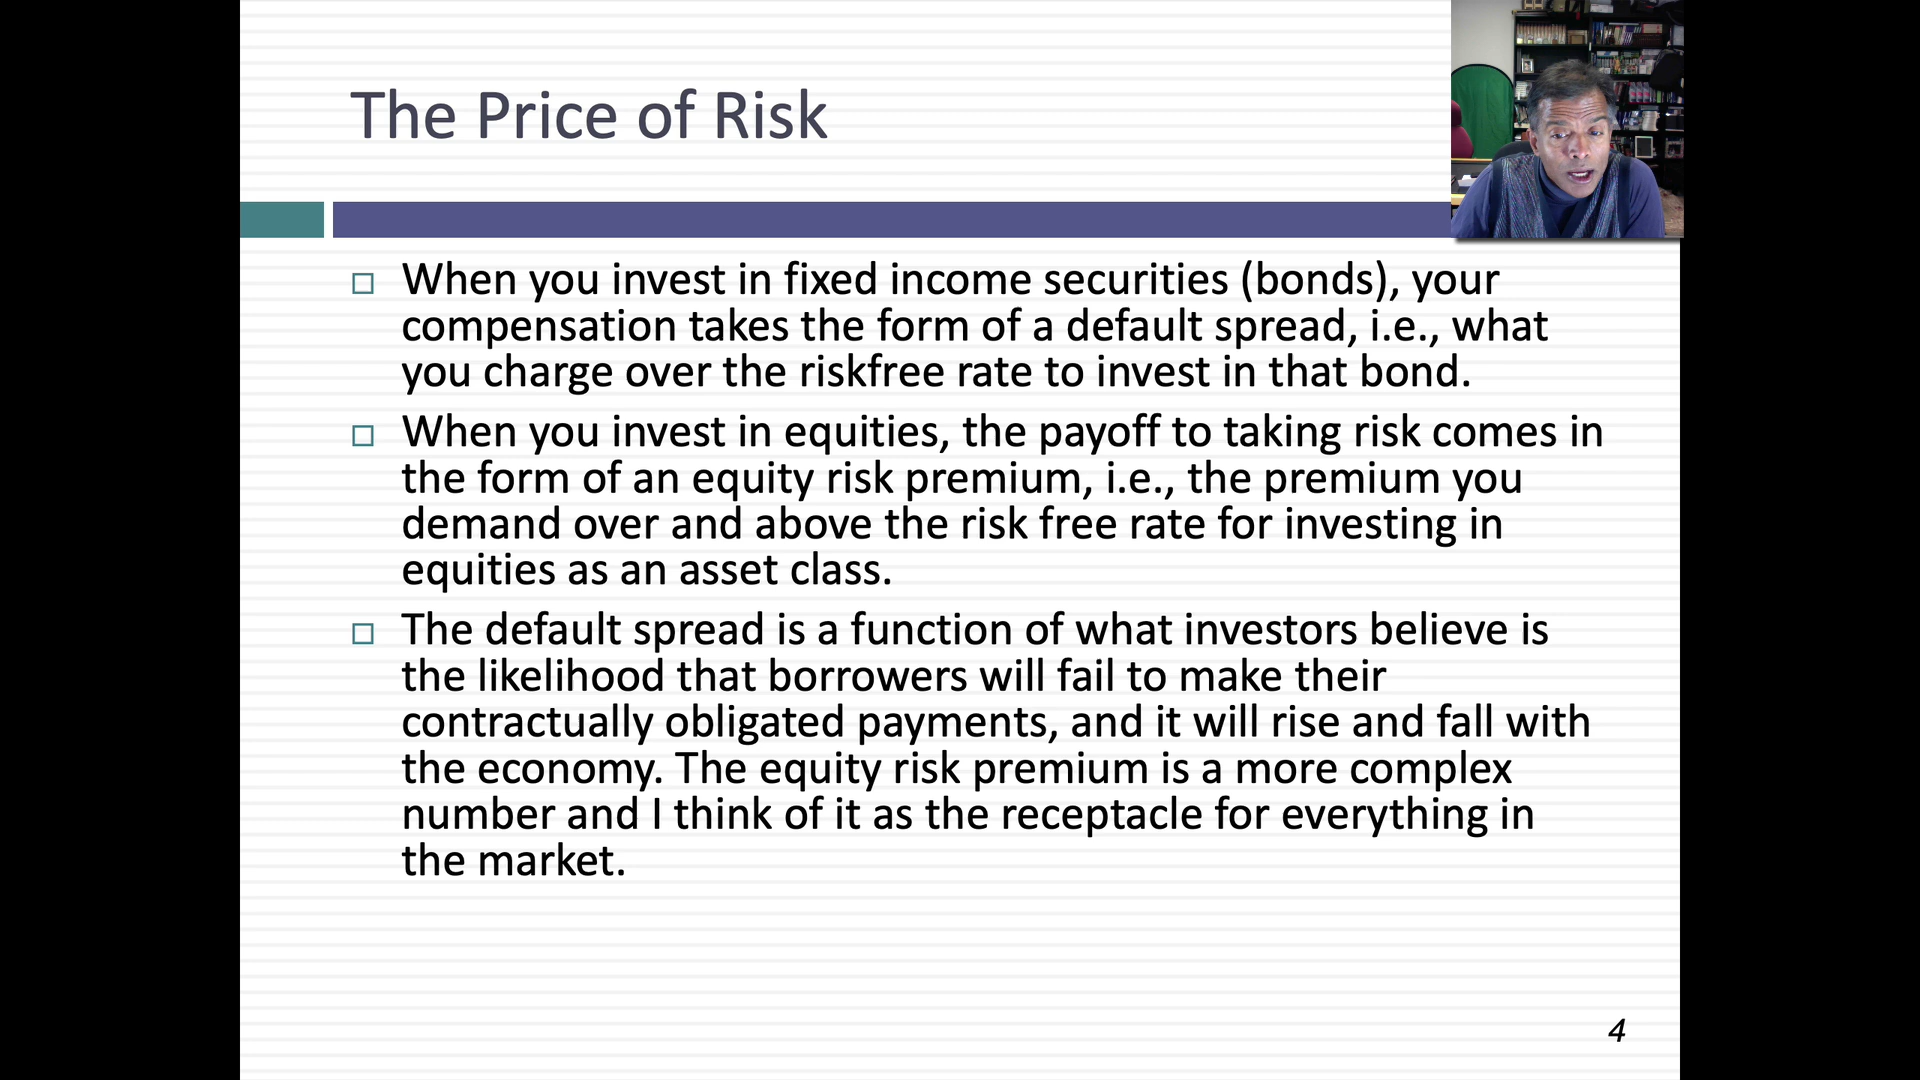 The Price of Risk
When you invest in fixed income securities (bonds), your
compensation takes the form of a default spread, i.e., what
you charge over the riskfree rate to invest in that bond.
When you invest in equities, the payoff to taking risk comes in
the form of an equity risk premium, i.e., the premium you
demand over and above the risk free rate for investing in
equities as an asset class.
The default spread is a function of what investors believe is
the likelihood that borrowers will fail to make their
contractually obligated payments, and it will rise and fall with
the economy. The equity risk premium is a more complex
number and I think of it as the receptacle for everything in
the market.
4